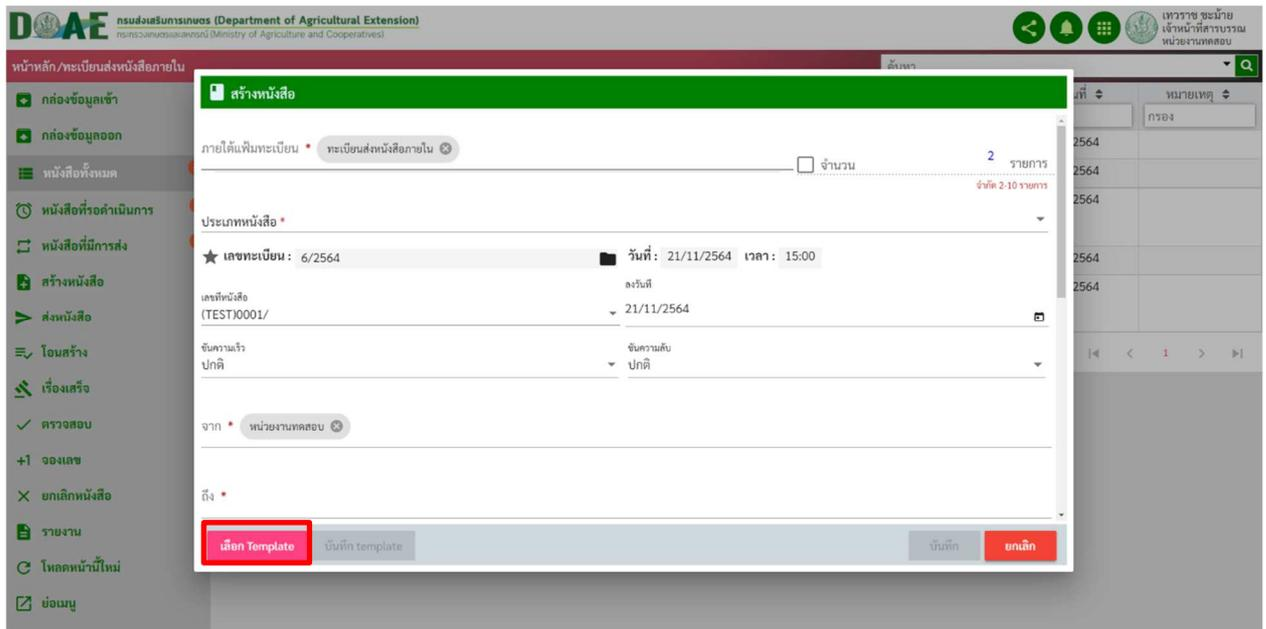 DOAE กรมส่งเสริมการเกษตร (Department of Agricultural Extension)
กระทรวงเกษตรและสหกรณ์ (Ministry of Agriculture and Cooperatives)
เทวราช ชะม้าย
เจ้าหน้าที่สารบรรณ
หน่วยงานทดสอบ
หน้าหลัก/ทะเบียนส่งหนังสือภายใน
ค้นหา
กล่องข้อมูลเข้า
กล่องข้อมูลออก
หนังสือทั้งหมด
หนังสือที่รอดำเนินการ
หนังสือที่มีการส่ง
สร้างหนังสือ
ส่งหนังสือ
โอนสร้าง
เรื่องเสร็จ
ตรวจสอบ
+1 จองเลข
ยกเลิกหนังสือ
รายงาน
โหลดหน้านี้ใหม่
ย่อเมนู
สร้างหนังสือ
ภายใต้แฟ้มทะเบียน * ทะเบียนส่งหนังสือภายใน
จำนวน 2 รายการ
จำกัด 2-10 รายการ
ประเภทหนังสือ *
เลขทะเบียน : 6/2564 วันที่ : 21/11/2564 เวลา : 15:00
เลขที่หนังสือ ลงวันที่
(TEST)0001/ 21/11/2564
ชั้นความเร็ว ชั้นความลับ
ปกติ ปกติ
จาก * หน่วยงานทดสอบ
ถึง *
เลือก Template บันทึก template บันทึก ยกเลิก
หมายเหตุ
กรอง
2564
2564
2564
2564
2564
1